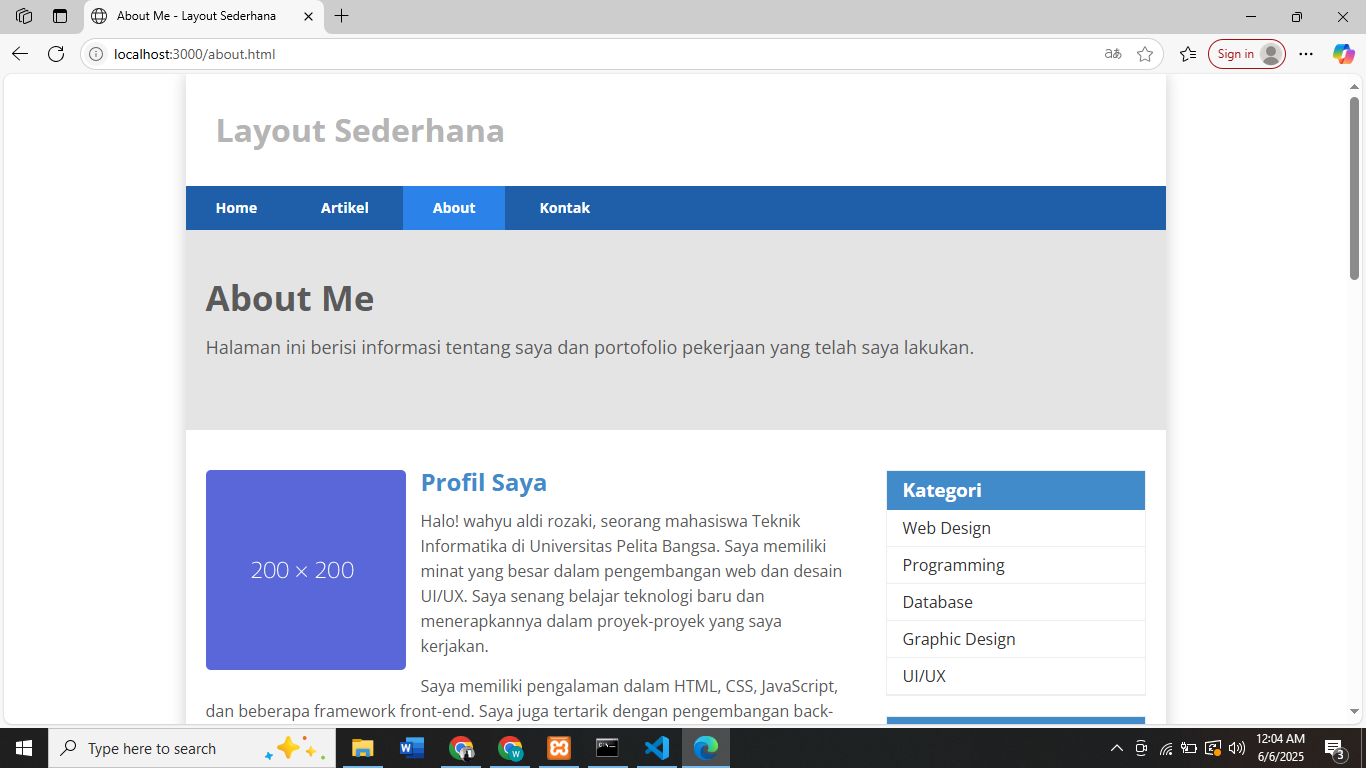 About Me - Layout Sederhana
localhost:3000/about.html
aあ
Sign in
Layout Sederhana
Home Artikel About Kontak
About Me
Halaman ini berisi informasi tentang saya dan portofolio pekerjaan yang telah saya lakukan.
200 × 200
Profil Saya
Halo! wahyu aldi rozaki, seorang mahasiswa Teknik
Informatika di Universitas Pelita Bangsa. Saya memiliki
minat yang besar dalam pengembangan web dan desain
UI/UX. Saya senang belajar teknologi baru dan
menerapkannya dalam proyek-proyek yang saya
kerjakan.
Saya memiliki pengalaman dalam HTML, CSS, JavaScript,
dan beberapa framework front-end. Saya juga tertarik dengan pengembangan back-
Kategori
Web Design
Programming
Database
Graphic Design
UI/UX
Type here to search
12:04 AM
6/6/2025
3